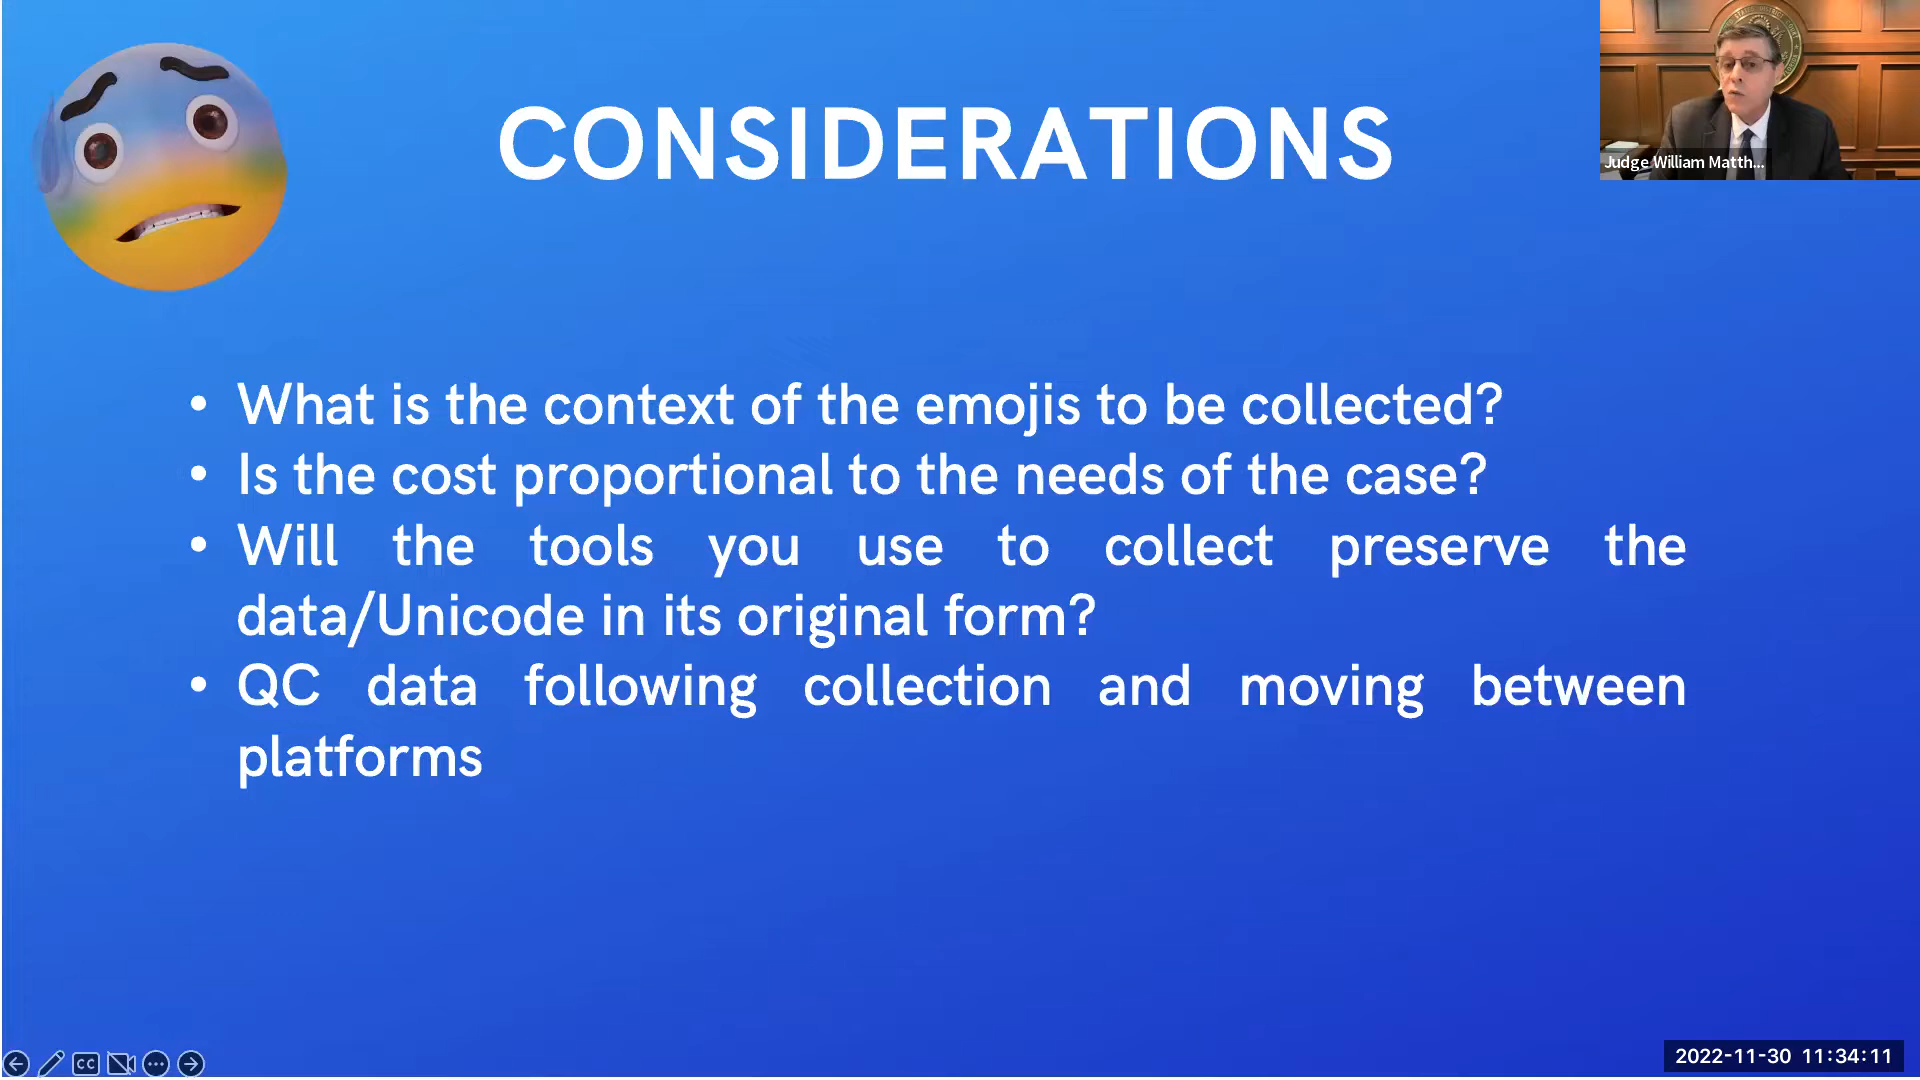 CONSIDERATIONS
Judge William Matth...
• What is the context of the emojis to be collected?
• Is the cost proportional to the needs of the case?
• Will the tools you use to collect preserve the
data/Unicode in its original form?
• QC data following collection and moving between
platforms
CC
2022-11-30 11:34:11